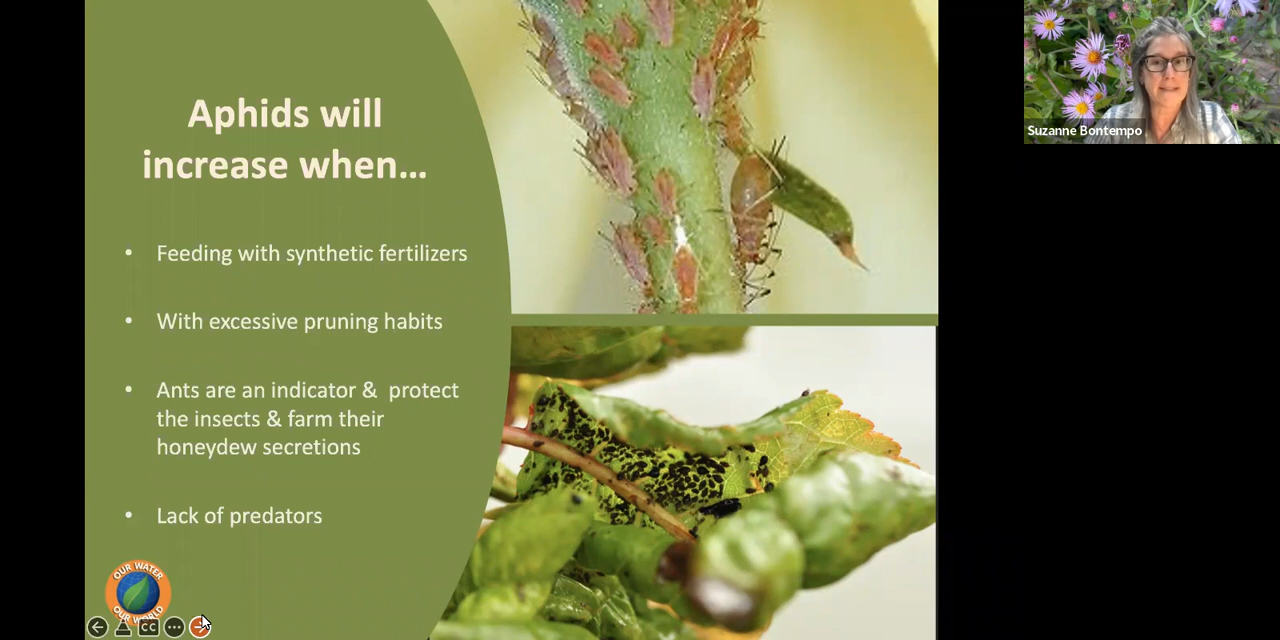 Aphids will
increase when...
• Feeding with synthetic fertilizers
• With excessive pruning habits
• Ants are an indicator & protect
the insects & farm their
honeydew secretions
• Lack of predators
OUR WATER
OUR WORLD
CC
Suzanne Bontempo